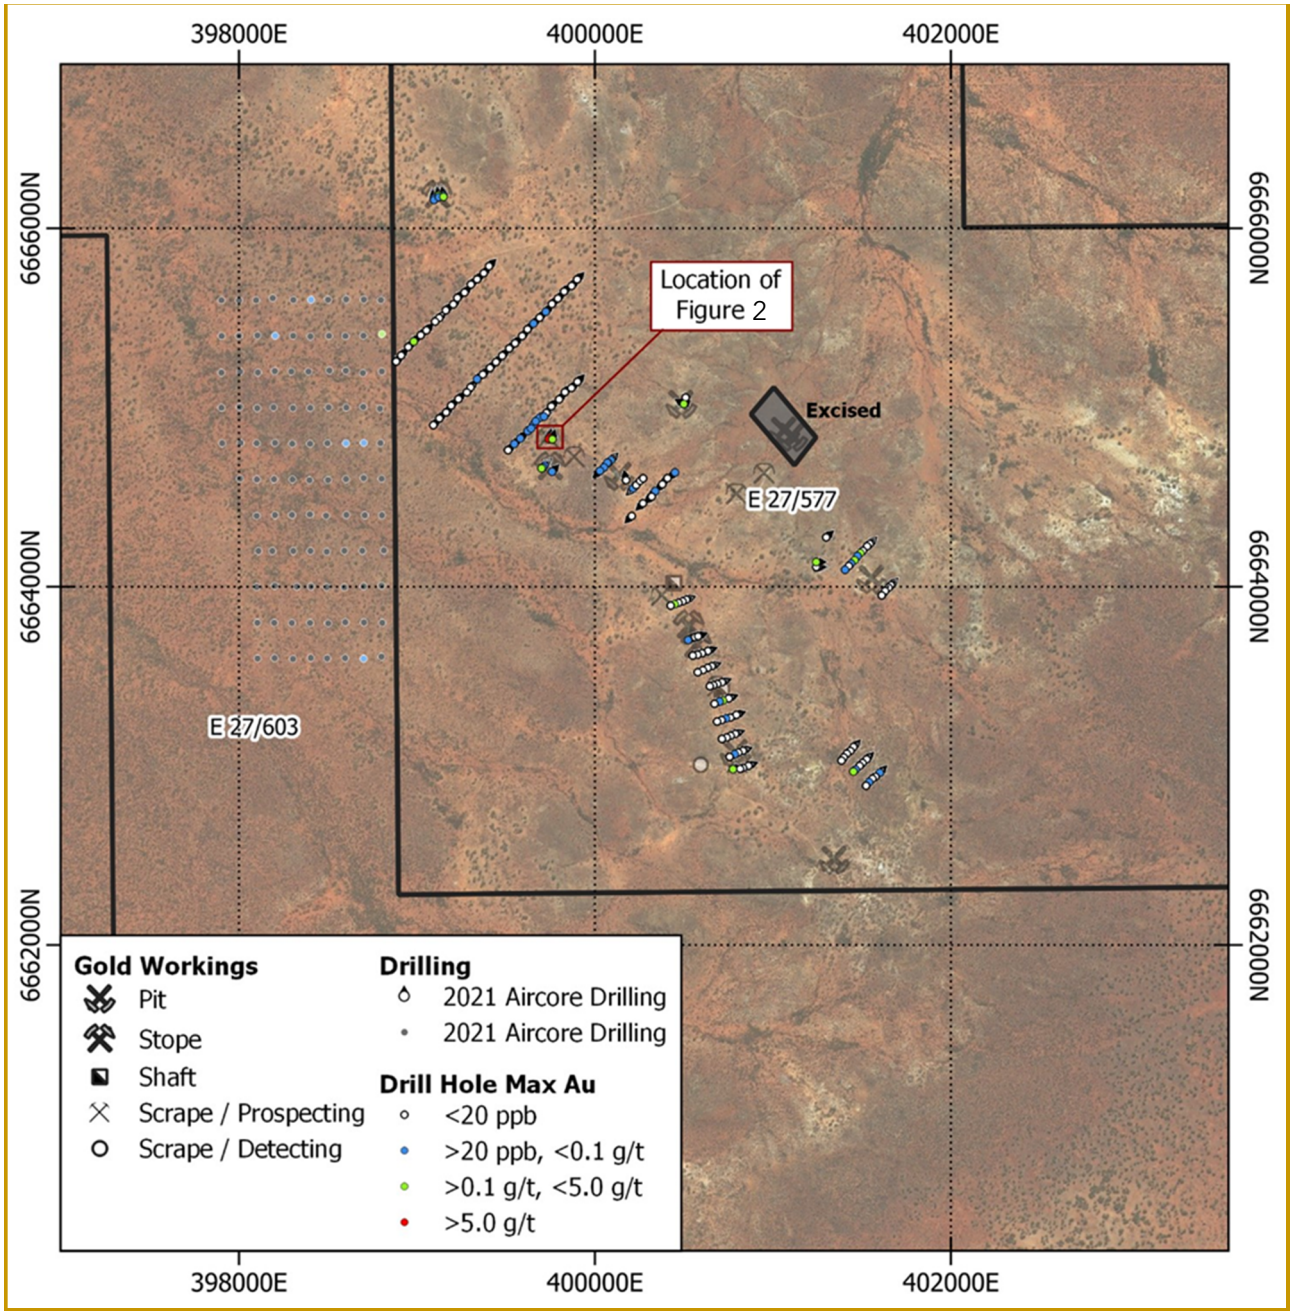 398000E 400000E 402000E
6666000N 6666000N
Location of
Figure 2
Excised
E 27/577
6664000N 6664000N
E 27/603
6662000N 6662000N
Gold Workings
Pit
Stope
Shaft
Scrape / Prospecting
Scrape / Detecting
Drilling
2021 Aircore Drilling
2021 Aircore Drilling
Drill Hole Max Au
<20 ppb
>20 ppb, <0.1 g/t
>0.1 g/t, <5.0 g/t
>5.0 g/t
398000E 400000E 402000E